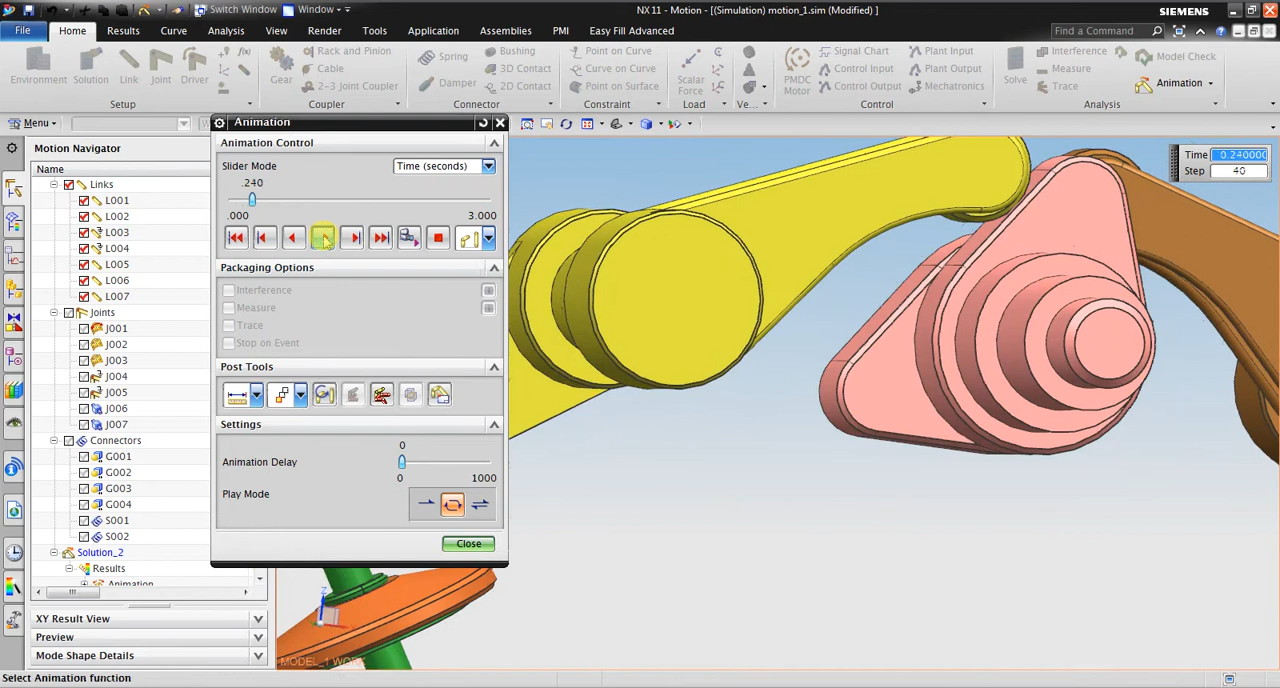 Switch Window Window NX 11 - Motion - [(Simulation) motion_1.sim (Modified) ] SIEMENS
File Home Results Curve Analysis View Render Tools Application Assemblies PMI Easy Fill Advanced Find a Command
Environment Solution Link Joint Driver f(x)
Setup
Gear Rack and Pinion
Cable
2-3 Joint Coupler
Coupler
Spring Bushing
Damper 3D Contact
2D Contact
Connector
Point on Curve
Curve on Curve
Point on Surface
Constraint
Scalar Force
Load
Ve...
PMDC Motor Signal Chart Plant Input
Control Input Plant Output
Control Output Mechatronics
Control
Solve Interference Model Check
Measure
Trace Animation
Analysis
Menu
Motion Navigator
Name
Links
L001
L002
L003
L004
L005
L006
L007
Joints
J001
J002
J003
J004
J005
J006
J007
Connectors
G001
G002
G003
G004
S001
S002
Solution_2
Results
Animation
XY Result View
Preview
Mode Shape Details
Animation
Animation Control
Slider Mode Time (seconds)
.240
.000 3.000
Packaging Options
Interference
Measure
Trace
Stop on Event
Post Tools
Settings
0
Animation Delay
0 1000
Play Mode
Close
Time 0.240000
Step 40
Z
MODEL_1 WORK
Select Animation function